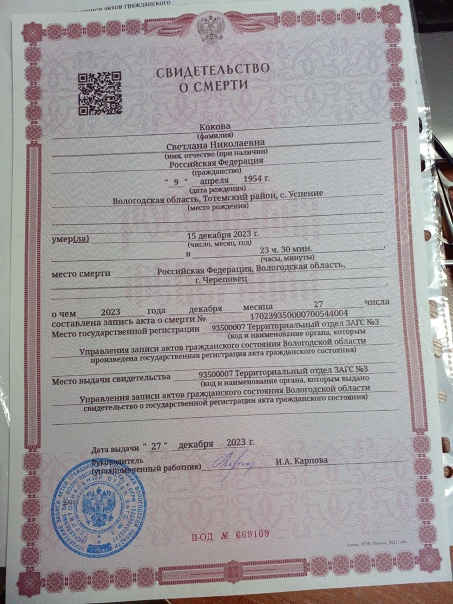 записи актов гражданского
СВИДЕТЕЛЬСТВО
О СМЕРТИ
Кокова
(фамилия)
Светлана Николаевна
(имя, отчество (при наличии)
Российская Федерация
(гражданство)
" 9 " апреля 1954 г.
(дата рождения)
Вологодская область, Тотемский район, с. Успение
(место рождения)
умер(ла) 15 декабря 2023 г.
(число, месяц, год)
в 23 ч. 30 мин.
(часы, минуты)
место смерти Российская Федерация, Вологодская область,
г. Череповец
о чем 2023 года декабря месяца 27 числа
составлена запись акта о смерти № 170239350000700544004
Место государственной регистрации 93500007 Территориальный отдел ЗАГС №3
(код и наименование органа, которым
Управления записи актов гражданского состояния Вологодской области
произведена государственная регистрация акта гражданского состояния)
Место выдачи свидетельства 93500007 Территориальный отдел ЗАГС №3
(код и наименование органа, которым выдано
Управления записи актов гражданского состояния Вологодской области
свидетельство о государственной регистрации акта гражданского состояния)
Дата выдачи " 27 " декабря 2023 г.
Руководитель
(уполномоченный работник) И.А. Карпова
II-ОД № 669109